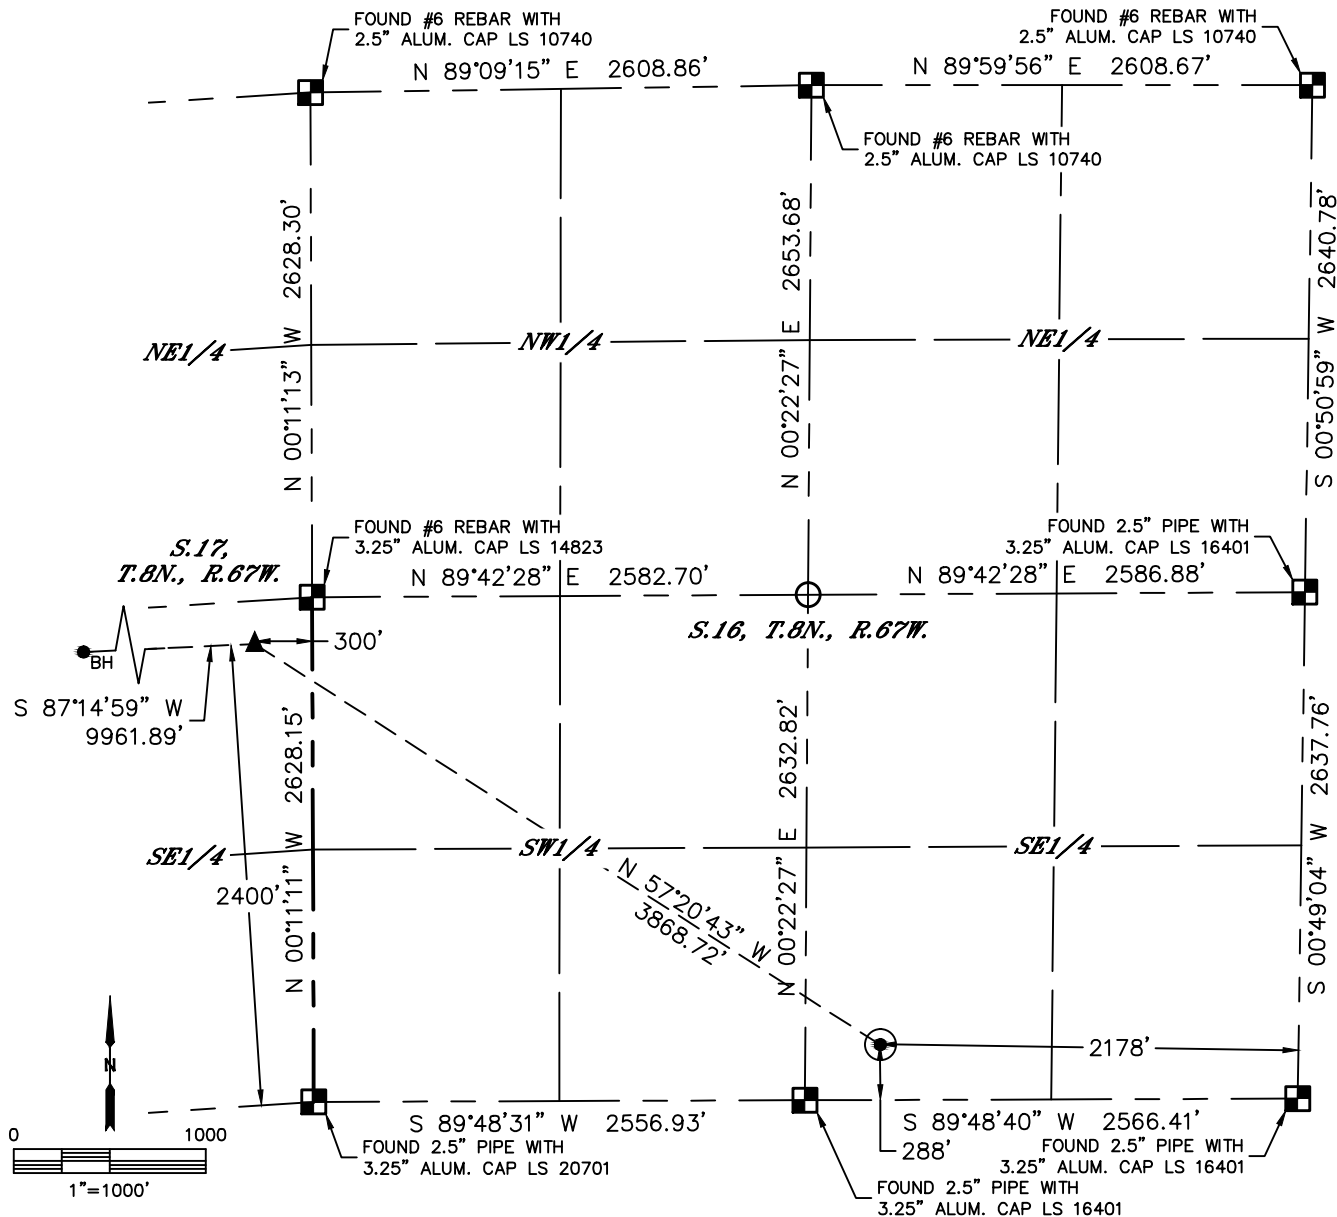 FOUND #6 REBAR WITH
2.5" ALUM. CAP LS 10740
FOUND #6 REBAR WITH
2.5" ALUM. CAP LS 10740
N 89°09'15" E 2608.86'
N 89°59'56" E 2608.67'
FOUND #6 REBAR WITH
2.5" ALUM. CAP LS 10740
N 00°11'13" W 2628.30'
N 00°22'27" E 2653.68'
S 00°50'59" W 2640.78'
NE1/4
NW1/4
NE1/4
FOUND #6 REBAR WITH
3.25" ALUM. CAP LS 14823
FOUND 2.5" PIPE WITH
3.25" ALUM. CAP LS 16401
S.17,
T.8N., R.67W.
N 89°42'28" E 2582.70'
N 89°42'28" E 2586.88'
S.16, T.8N., R.67W.
300'
BH
S 87°14'59" W
9961.89'
N 00°11'11" W 2628.15'
N 00°22'27" E 2632.82'
S 00°49'04" W 2637.76'
SE1/4
SW1/4
SE1/4
2400'
N 57°20'43" W
3868.72'
N
2178'
288'
0 1000
1"=1000'
S 89°48'31" W 2556.93'
S 89°48'40" W 2566.41'
FOUND 2.5" PIPE WITH
3.25" ALUM. CAP LS 20701
FOUND 2.5" PIPE WITH
3.25" ALUM. CAP LS 16401
FOUND 2.5" PIPE WITH
3.25" ALUM. CAP LS 16401